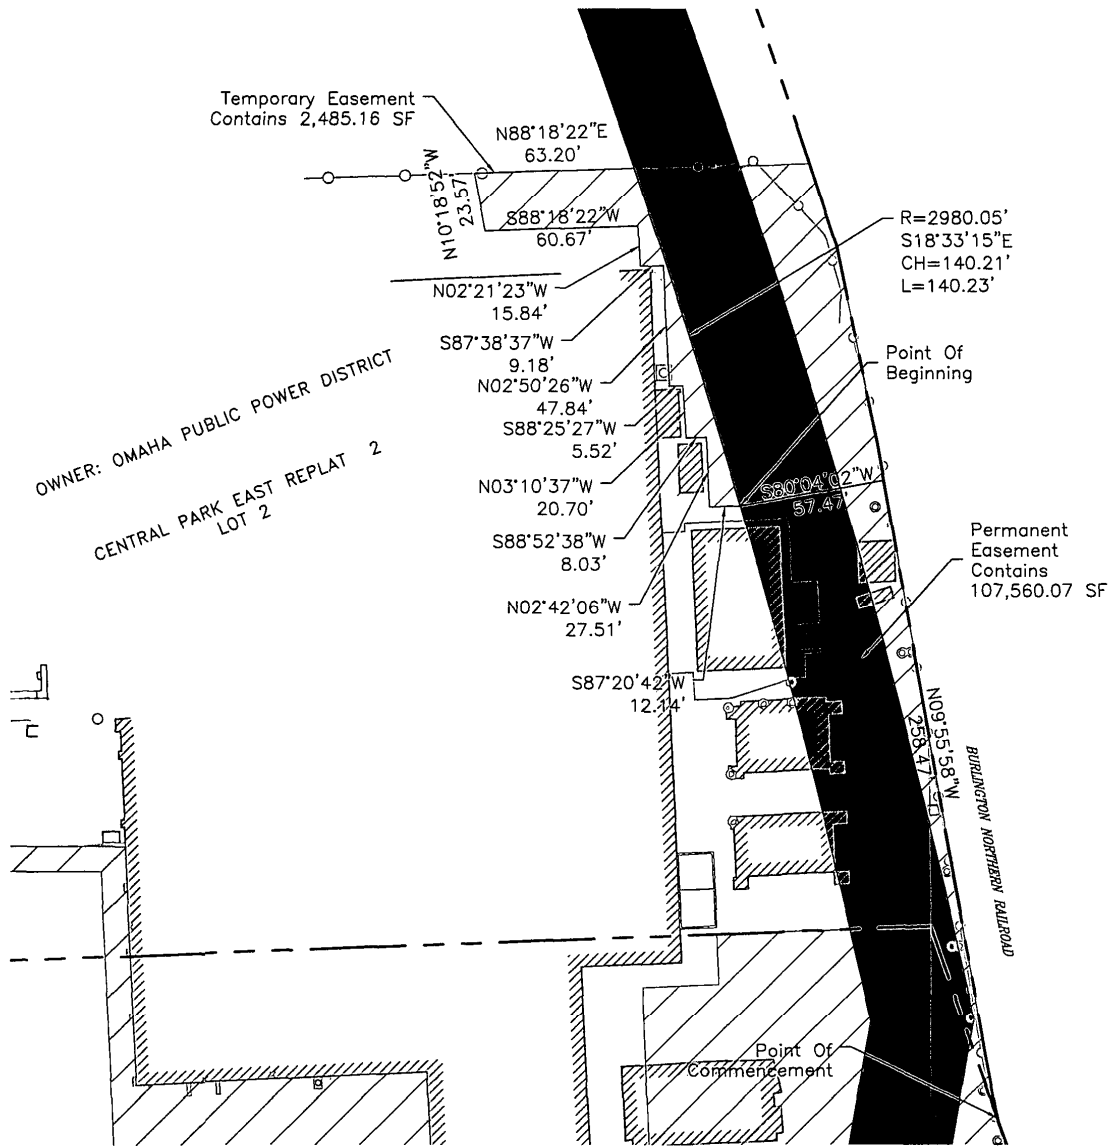 Temporary Easement
Contains 2,485.16 SF
N88°18'22"E
63.20'
N10°18'52"W
23.57'
S88°18'22"W
60.67'
R=2980.05'
S18°33'15"E
CH=140.21'
L=140.23'
N02°21'23"W
15.84'
S87°38'37"W
9.18'
Point Of
Beginning
N02°50'26"W
47.84'
S88°25'27"W
5.52'
OWNER: OMAHA PUBLIC POWER DISTRICT
CENTRAL PARK EAST REPLAT 2
LOT 2
N03°10'37"W
20.70'
S80°04'02"W
57.47'
S88°52'38"W
8.03'
Permanent
Easement
Contains
107,560.07 SF
N02°42'06"W
27.51'
S87°20'42"W
12.14'
N09°55'58"W
258.47'
BURLINGTON NORTHERN RAILROAD
Point Of
Commencement